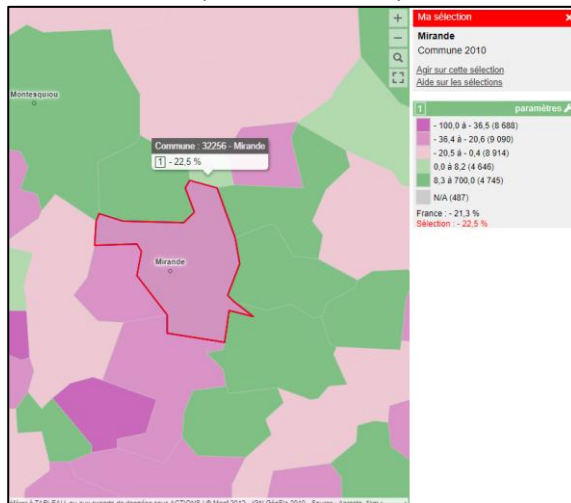 Montesquiou
Commune : 32256 - Mirande
1 - 22,5 %
Mirande
+
−
Ma sélection ×
Mirande
Commune 2010
Agir sur cette sélection
Aide sur les sélections
1 paramètres
- 100,0 à - 36,5 (8 688)
- 36,4 à - 20,6 (9 090)
- 20,5 à - 0,4 (8 914)
0,0 à 8,2 (4 646)
8,3 à 700,0 (4 745)
N/A (487)
France : - 21,3 %
Sélection : - 22,5 %